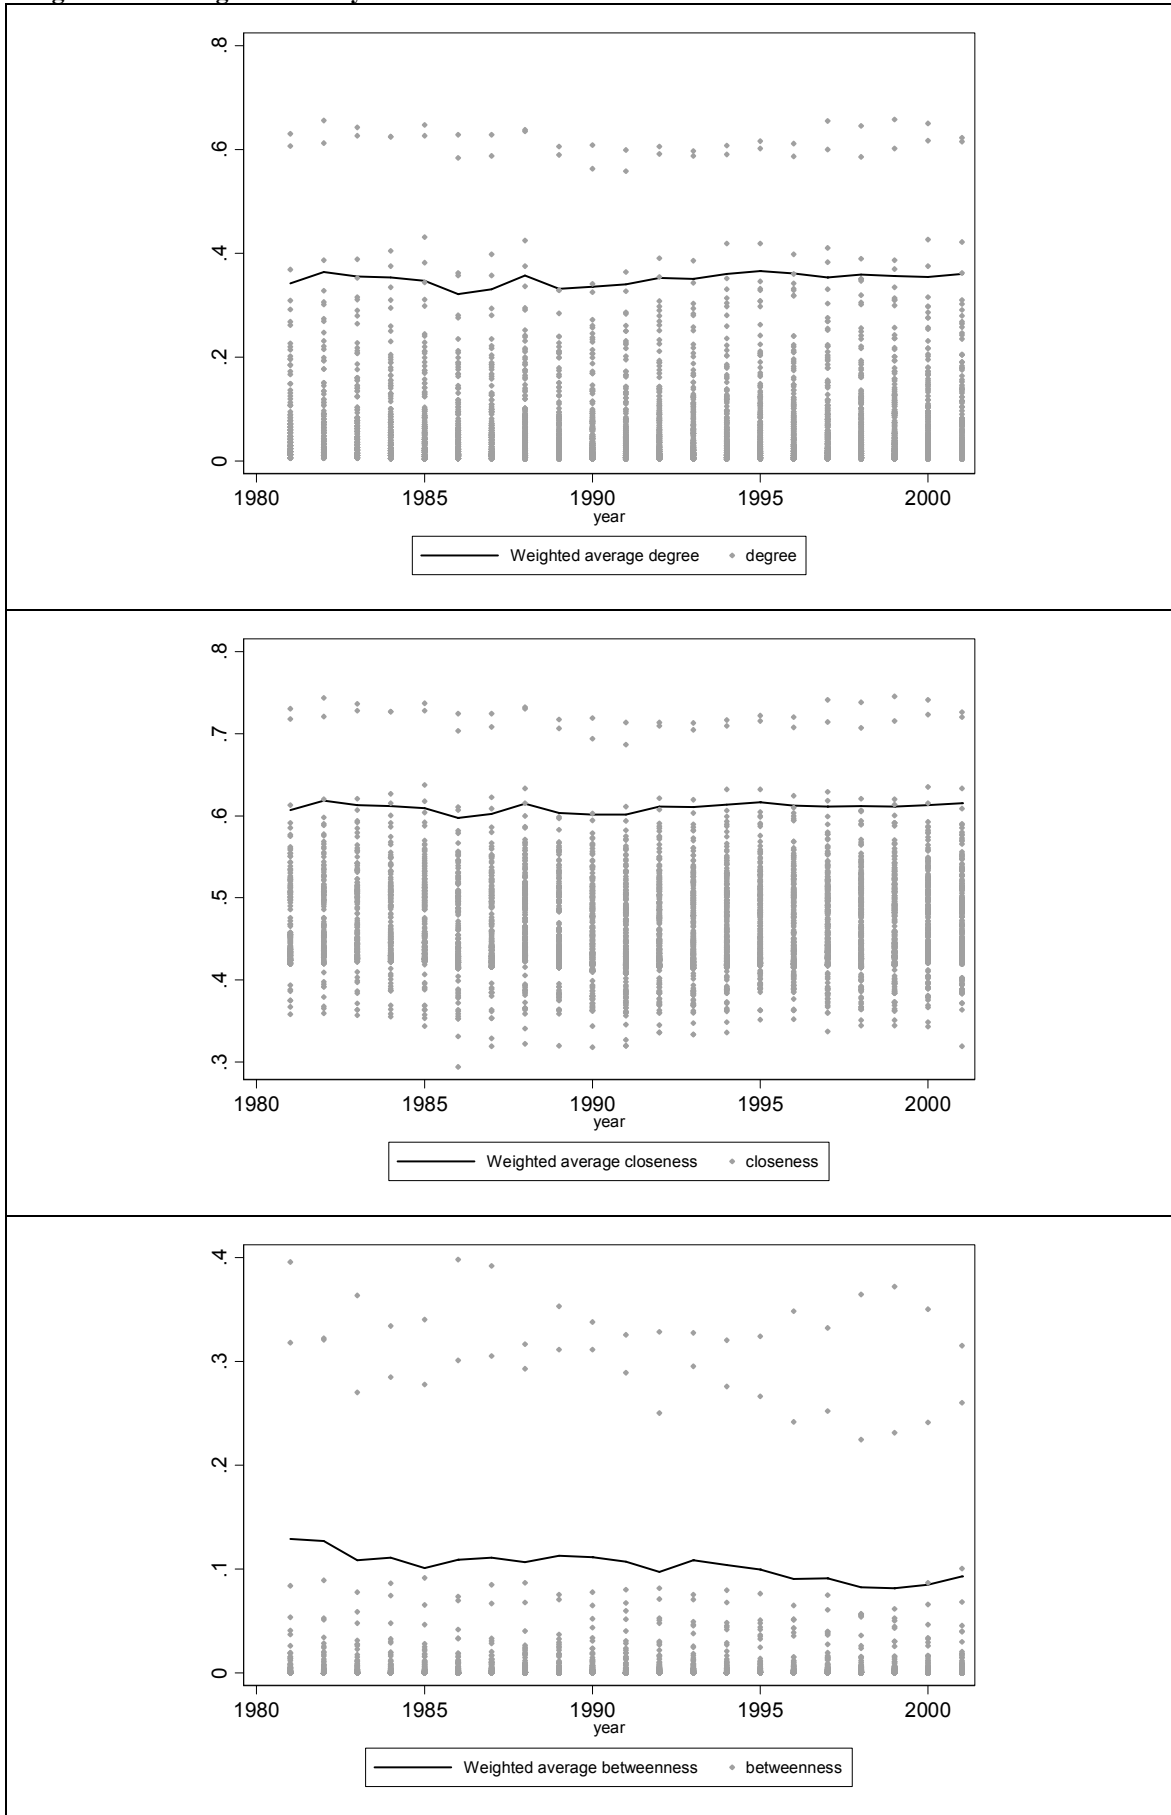 .8
.6
.4
.2
0
1980 1985 1990 1995 2000
year
Weighted average degree degree
.8
.7
.6
.5
.4
.3
1980 1985 1990 1995 2000
year
Weighted average closeness closeness
.4
.3
.2
.1
0
1980 1985 1990 1995 2000
year
Weighted average betweenness betweenness